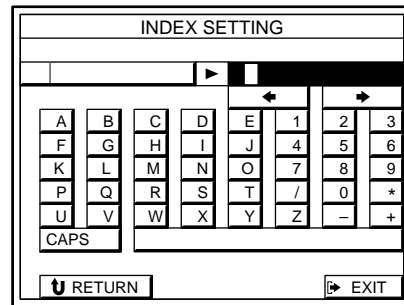 INDEX SETTING
A B C D E 1 2 3
F G H I J 4 5 6
K L M N O 7 8 9
P Q R S T / 0 *
U V W X Y Z – +
CAPS
RETURN EXIT